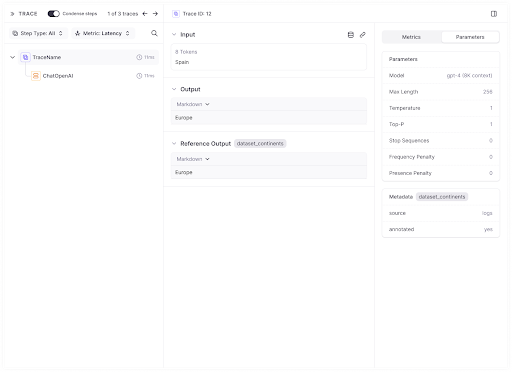 TRACE
Condense steps
1 of 3 traces
Step Type: All
Metric: Latency
TraceName
11ms
ChatOpenAI
11ms
Trace ID: 12
Input
8 Tokens
Spain
Output
Markdown
Europe
Reference Output
dataset_continents
Markdown
Europe
Metrics
Parameters
Parameters
Model
gpt-4 (8K context)
Max Length
256
Temperature
1
Top-P
1
Stop Sequences
0
Frequency Penalty
0
Presence Penalty
0
Metadata
dataset_continents
source
logs
annotated
yes